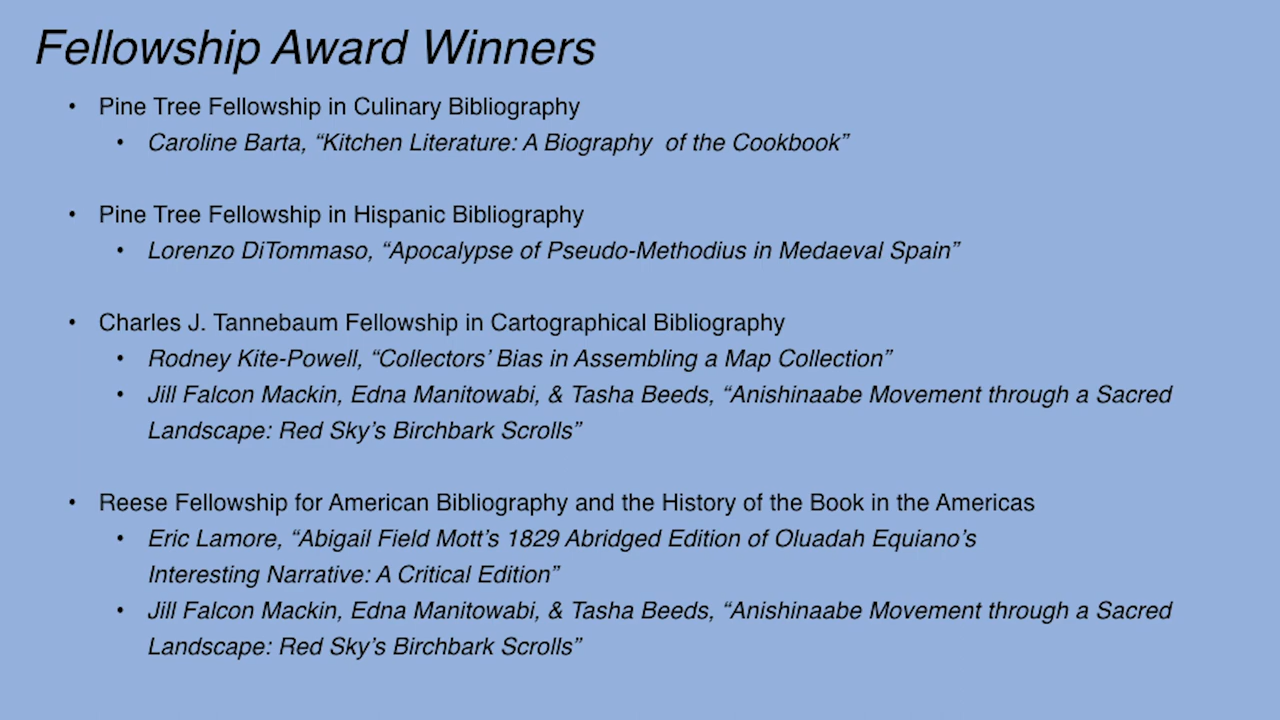 Fellowship Award Winners
• Pine Tree Fellowship in Culinary Bibliography
• Caroline Barta, “Kitchen Literature: A Biography  of the Cookbook”
• Pine Tree Fellowship in Hispanic Bibliography
• Lorenzo DiTommaso, “Apocalypse of Pseudo-Methodius in Medaeval Spain”
• Charles J. Tannebaum Fellowship in Cartographical Bibliography
• Rodney Kite-Powell, “Collectors’ Bias in Assembling a Map Collection”
• Jill Falcon Mackin, Edna Manitowabi, & Tasha Beeds, “Anishinaabe Movement through a Sacred
Landscape: Red Sky’s Birchbark Scrolls”
• Reese Fellowship for American Bibliography and the History of the Book in the Americas
• Eric Lamore, “Abigail Field Mott’s 1829 Abridged Edition of Oluadah Equiano’s
Interesting Narrative: A Critical Edition”
• Jill Falcon Mackin, Edna Manitowabi, & Tasha Beeds, “Anishinaabe Movement through a Sacred
Landscape: Red Sky’s Birchbark Scrolls”